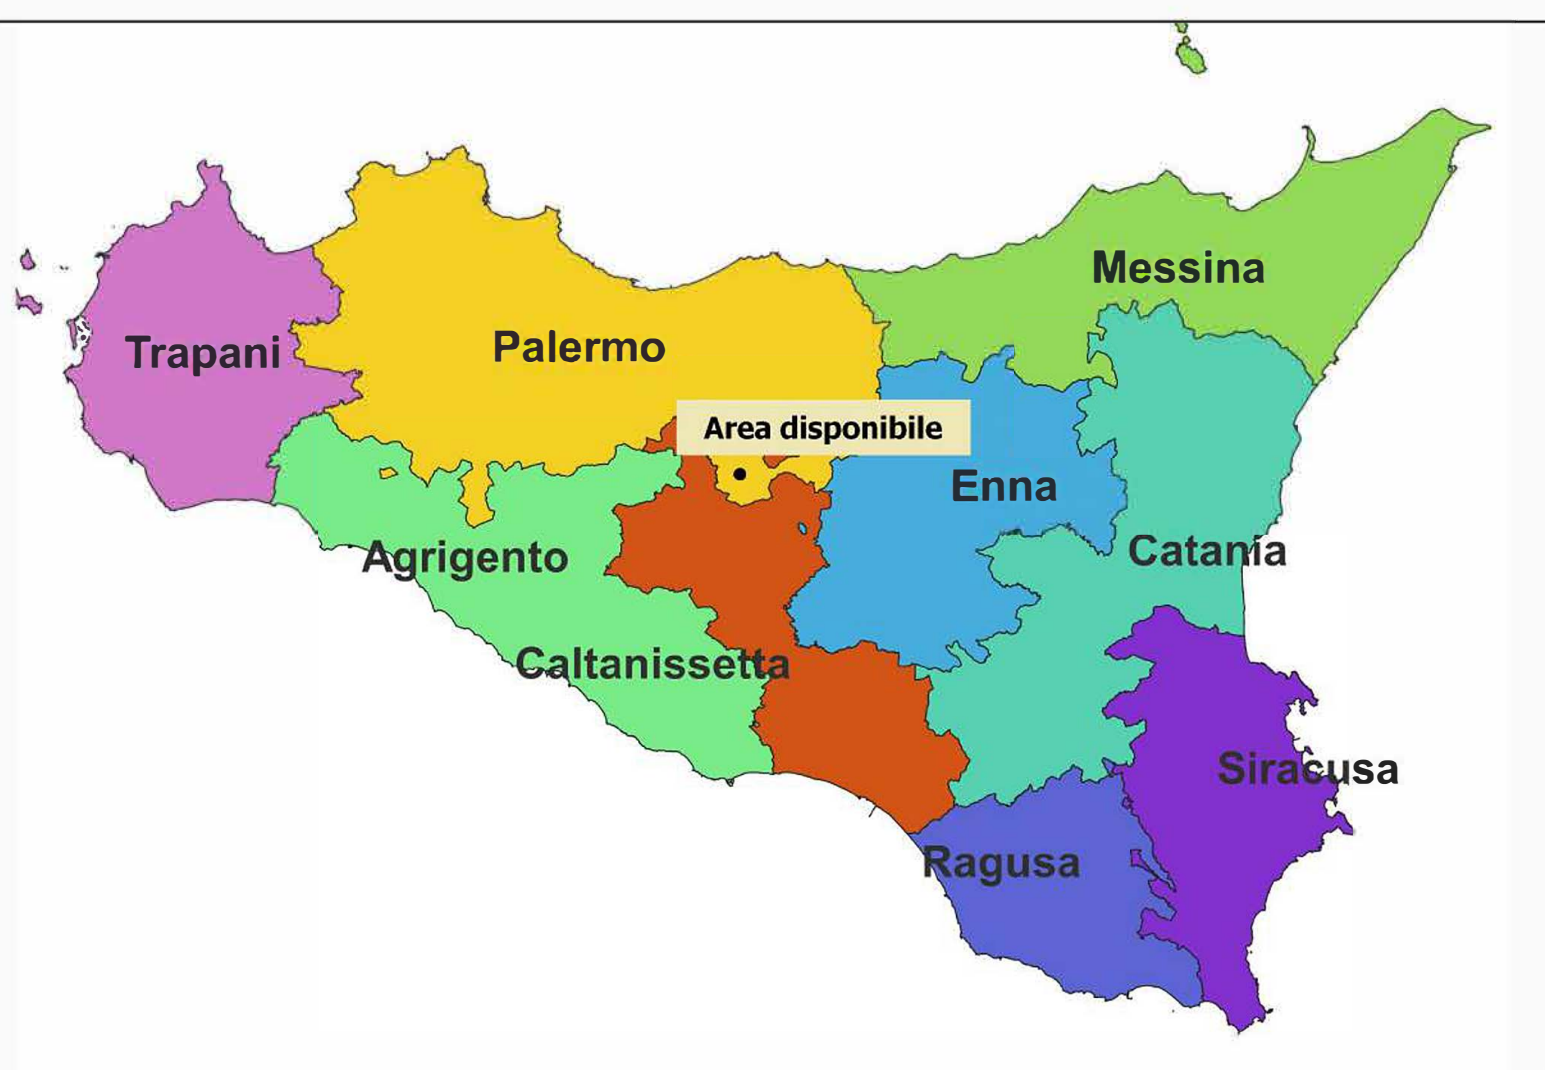 Messina
Palermo
Trapani
Area disponibile
Enna
Catania
Agrigento
Caltanissetta
Siracusa
Ragusa